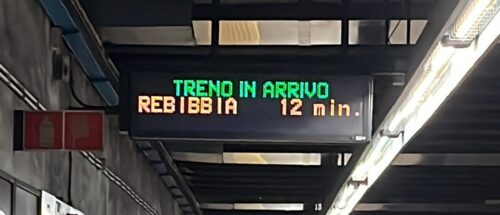 TRENO IN ARRIVO
REBIBBIA 12 min.